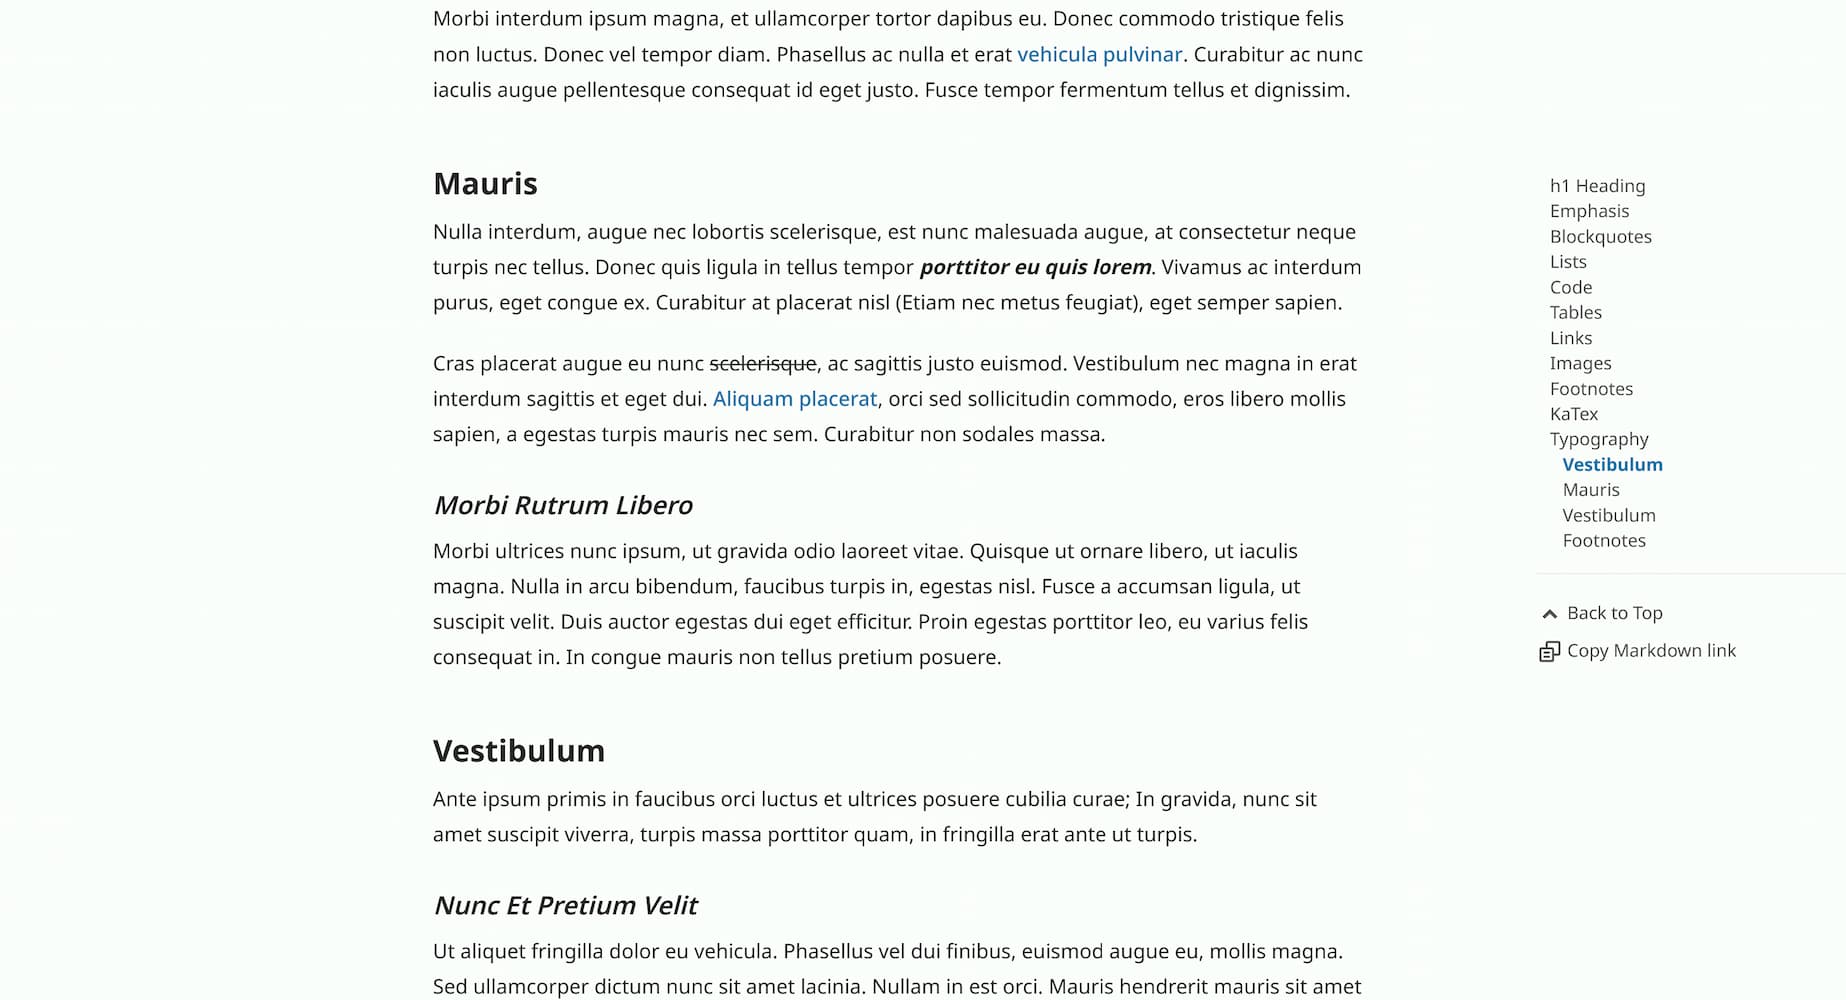 Morbi interdum ipsum magna, et ullamcorper tortor dapibus eu. Donec commodo tristique felis
non luctus. Donec vel tempor diam. Phasellus ac nulla et erat vehicula pulvinar. Curabitur ac nunc
iaculis augue pellentesque consequat id eget justo. Fusce tempor fermentum tellus et dignissim.
Mauris
Nulla interdum, augue nec lobortis scelerisque, est nunc malesuada augue, at consectetur neque
turpis nec tellus. Donec quis ligula in tellus tempor porttitor eu quis lorem. Vivamus ac interdum
purus, eget congue ex. Curabitur at placerat nisl (Etiam nec metus feugiat), eget semper sapien.
Cras placerat augue eu nunc scelerisque, ac sagittis justo euismod. Vestibulum nec magna in erat
interdum sagittis et eget dui. Aliquam placerat, orci sed sollicitudin commodo, eros libero mollis
sapien, a egestas turpis mauris nec sem. Curabitur non sodales massa.
Morbi Rutrum Libero
Morbi ultrices nunc ipsum, ut gravida odio laoreet vitae. Quisque ut ornare libero, ut iaculis
magna. Nulla in arcu bibendum, faucibus turpis in, egestas nisl. Fusce a accumsan ligula, ut
suscipit velit. Duis auctor egestas dui eget efficitur. Proin egestas porttitor leo, eu varius felis
consequat in. In congue mauris non tellus pretium posuere.
Vestibulum
Ante ipsum primis in faucibus orci luctus et ultrices posuere cubilia curae; In gravida, nunc sit
amet suscipit viverra, turpis massa porttitor quam, in fringilla erat ante ut turpis.
Nunc Et Pretium Velit
Ut aliquet fringilla dolor eu vehicula. Phasellus vel dui finibus, euismod augue eu, mollis magna.
Sed ullamcorper dictum nunc sit amet lacinia. Nullam in est orci. Mauris hendrerit mauris sit amet
h1 Heading
Emphasis
Blockquotes
Lists
Code
Tables
Links
Images
Footnotes
KaTex
Typography
Vestibulum
Mauris
Vestibulum
Footnotes
Back to Top
Copy Markdown link